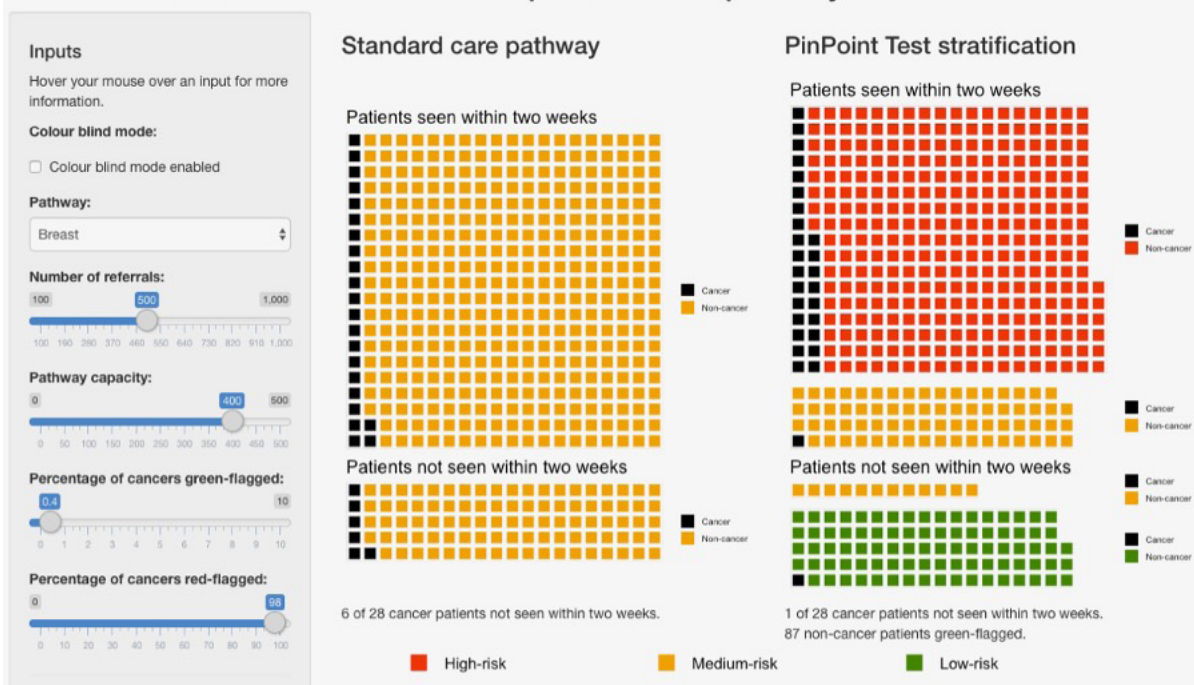 Inputs
Hover your mouse over an input for more
information.
Colour blind mode:
Colour blind mode enabled
Pathway:
Breast
Number of referrals:
100 500 1,000
100 190 280 370 460 550 640 730 820 910 1,000
Pathway capacity:
0 400 500
0 50 100 150 200 250 300 350 400 450 500
Percentage of cancers green-flagged:
0.4 10
0 1 2 3 4 5 6 7 8 9 10
Percentage of cancers red-flagged:
0 98
0 10 20 30 40 50 60 70 80 90 100
Standard care pathway
Patients seen within two weeks
Cancer
Non-cancer
Patients not seen within two weeks
Cancer
Non-cancer
6 of 28 cancer patients not seen within two weeks.
PinPoint Test stratification
Patients seen within two weeks
Cancer
Non-cancer
Cancer
Non-cancer
Patients not seen within two weeks
Cancer
Non-cancer
Cancer
Non-cancer
1 of 28 cancer patients not seen within two weeks.
87 non-cancer patients green-flagged.
High-risk Medium-risk Low-risk